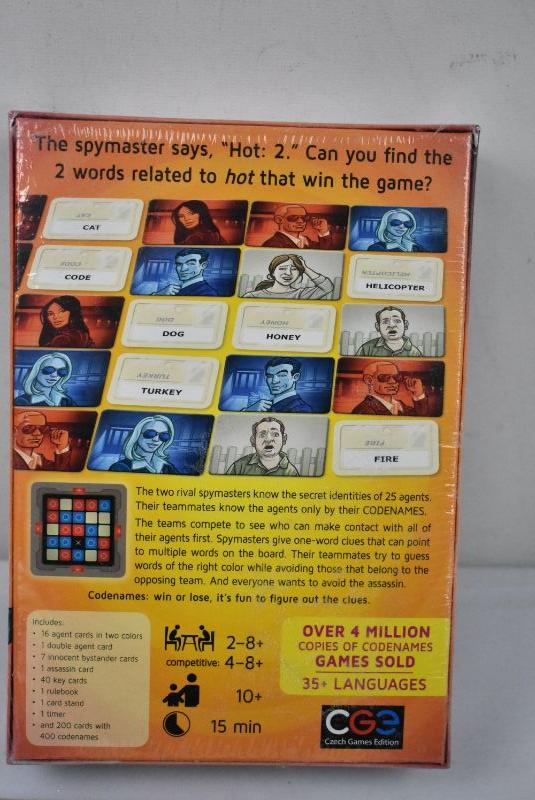 The spymaster says, "Hot: 2." Can you find the
2 words related to hot that win the game?
CAT
CAT
CODE
CODE
HELICOPTER
HELICOPTER
DOG
DOG
HONEY
HONEY
TURKEY
TURKEY
FIRE
FIRE
The two rival spymasters know the secret identities of 25 agents.
Their teammates know the agents only by their CODENAMES.
The teams compete to see who can make contact with all of
their agents first. Spymasters give one-word clues that can point
to multiple words on the board. Their teammates try to guess
words of the right color while avoiding those that belong to the
opposing team. And everyone wants to avoid the assassin.
Codenames: win or lose, it's fun to figure out the clues.
Includes:
• 16 agent cards in two colors
• 1 double agent card
• 7 innocent bystander cards
• 1 assassin card
• 40 key cards
• 1 rulebook
• 1 card stand
• 1 timer
• and 200 cards with
400 codenames
2–8+
competitive: 4–8+
10+
15 min
OVER 4 MILLION
COPIES OF CODENAMES
GAMES SOLD
35+ LANGUAGES
CGE
Czech Games Edition